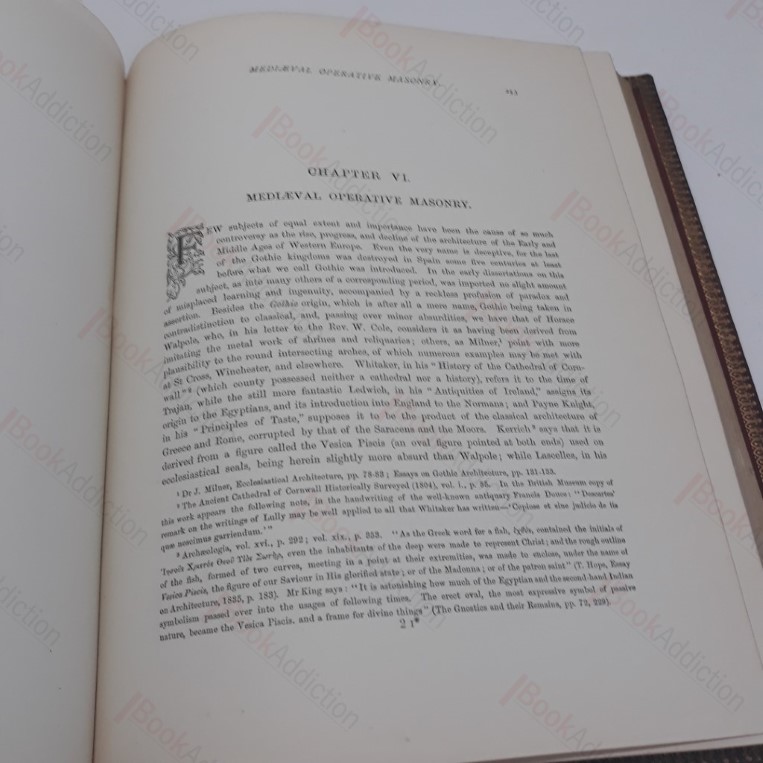 MEDIÆVAL OPERATIVE MASONRY.
CHAPTER VI.
MEDIÆVAL OPERATIVE MASONRY.
FEW subjects of equal extent and importance have been the cause of so much
controversy as the rise, progress, and decline of the architecture of the Early and
Middle Ages of Western Europe. Even the very name is deceptive, for the last
of the Gothic kingdoms was destroyed in Spain some five centuries at least
before what we call Gothic was introduced. In the early dissertations on this
subject, as into many others of a corresponding period, was imported no slight amount
of misplaced learning and ingenuity, accompanied by a reckless profusion of paradox and
assertion. Besides the Gothic origin, which is after all a mere name, Gothic being taken in
contradistinction to classical, and, passing over minor absurdities, we have that of Horace
Walpole, who, in his letter to the Rev. W. Cole, considers it as having been derived from
imitating the metal work of shrines and reliquaries; others, as Milner,¹ point with more
plausibility to the round intersecting arches, of which numerous examples may be met with
at St Cross, Winchester, and elsewhere. Whitaker, in his "History of the Cathedral of Corn-
wall"² (which county possessed neither a cathedral nor a history), refers it to the time of
Trajan, while the still more fantastic Ledwich, in his "Antiquities of Ireland," assigns its
origin to the Egyptians, and its introduction into England to the Normans; and Payne Knight,
in his "Principles of Taste," supposes it to be the product of the classical architecture of
Greece and Rome, corrupted by that of the Saracens and the Moors. Kerrich³ says that it is
derived from a figure called the Vesica Piscis (an oval figure pointed at both ends) used on
ecclesiastical seals, being herein slightly more absurd than Walpole; while Lascelles, in his
¹ Dr J. Milner, Ecclesiastical Architecture, pp. 78-83; Essays on Gothic Architecture, pp. 131-133.
² The Ancient Cathedral of Cornwall Historically Surveyed (1804), vol. i., p. 85. In the British Museum copy of
this work appears the following note, in the handwriting of the well-known antiquary Francis Douce: "Descartes'
remark on the writings of Lully may be well applied to all that Whitaker has written—'Copiose et sine judicio de iis
quæ nescimus garriendum.'"
³ Archæologia, vol. xvi., p. 292; vol. xix., p. 353. "As the Greek word for a fish, ἰχθὺς, contained the initials of
Ἰησοῦς Χριστὸς Θεοῦ Υἱὸς Σωτὴρ, even the inhabitants of the deep were made to represent Christ; and the rough outline
of the fish, formed of two curves, meeting in a point at their extremities, was made to enclose, under the name of
Vesica Piscis, the figure of our Saviour in His glorified state; or of the Madonna; or of the patron saint" (T. Hope, Essay
on Architecture, 1835, p. 183). Mr King says: "It is astonishing how much of the Egyptian and the second-hand Indian
symbolism passed over into the usages of following times. The erect oval, the most expressive symbol of passive
nature, became the Vesica Piscis, and a frame for divine things" (The Gnostics and their Remains, pp. 72, 229).
2 I*
BookAddiction